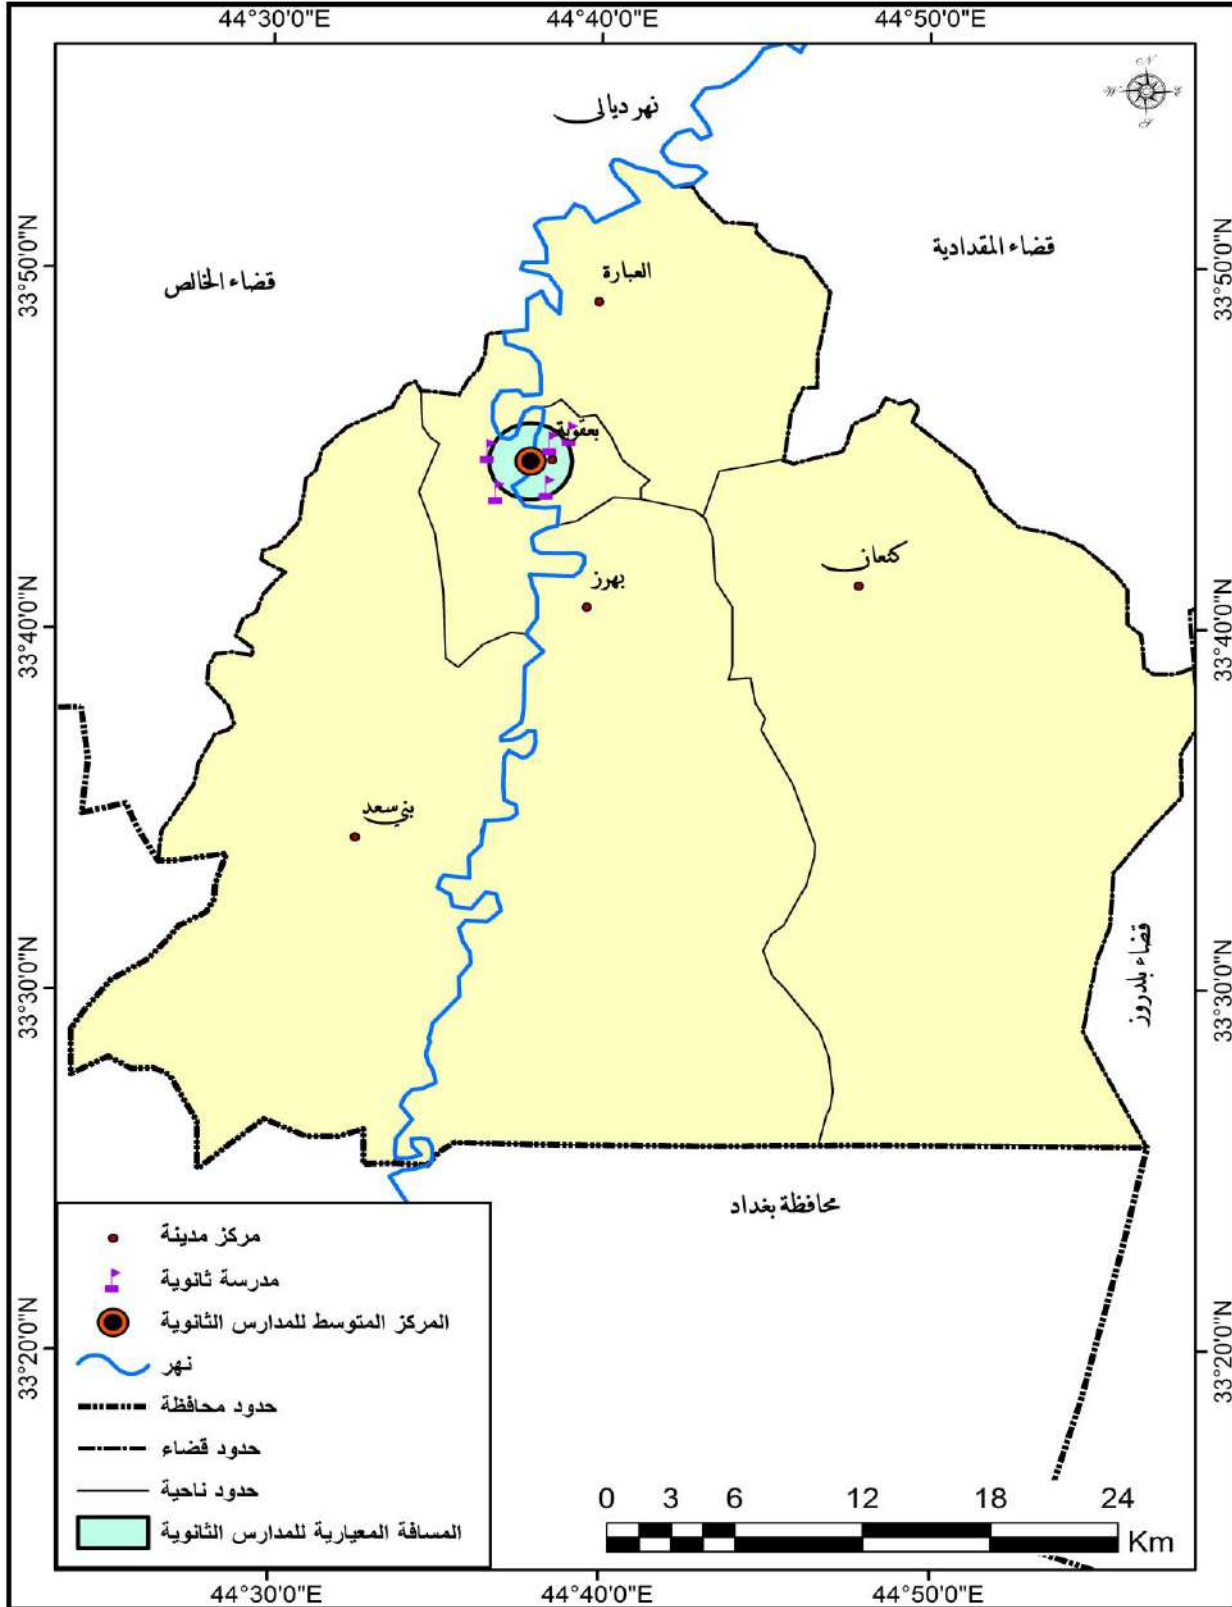 44°30'0"E
44°40'0"E
44°50'0"E
N
W
E
S
نهر ديالى
قضاء المقدادية
العبارة
قضاء الخالص
33°50'0"N
33°50'0"N
بعقوبة
كنعان
بهرز
33°40'0"N
33°40'0"N
بني سعد
قضاء بلدروز
33°30'0"N
33°30'0"N
محافظة بغداد
مركز مدينة
مدرسة ثانوية
المركز المتوسط للمدارس الثانوية
نهر
حدود محافظة
حدود قضاء
حدود ناحية
المسافة المعيارية للمدارس الثانوية
33°20'0"N
33°20'0"N
0 3 6 12 18 24
Km
44°30'0"E
44°40'0"E
44°50'0"E